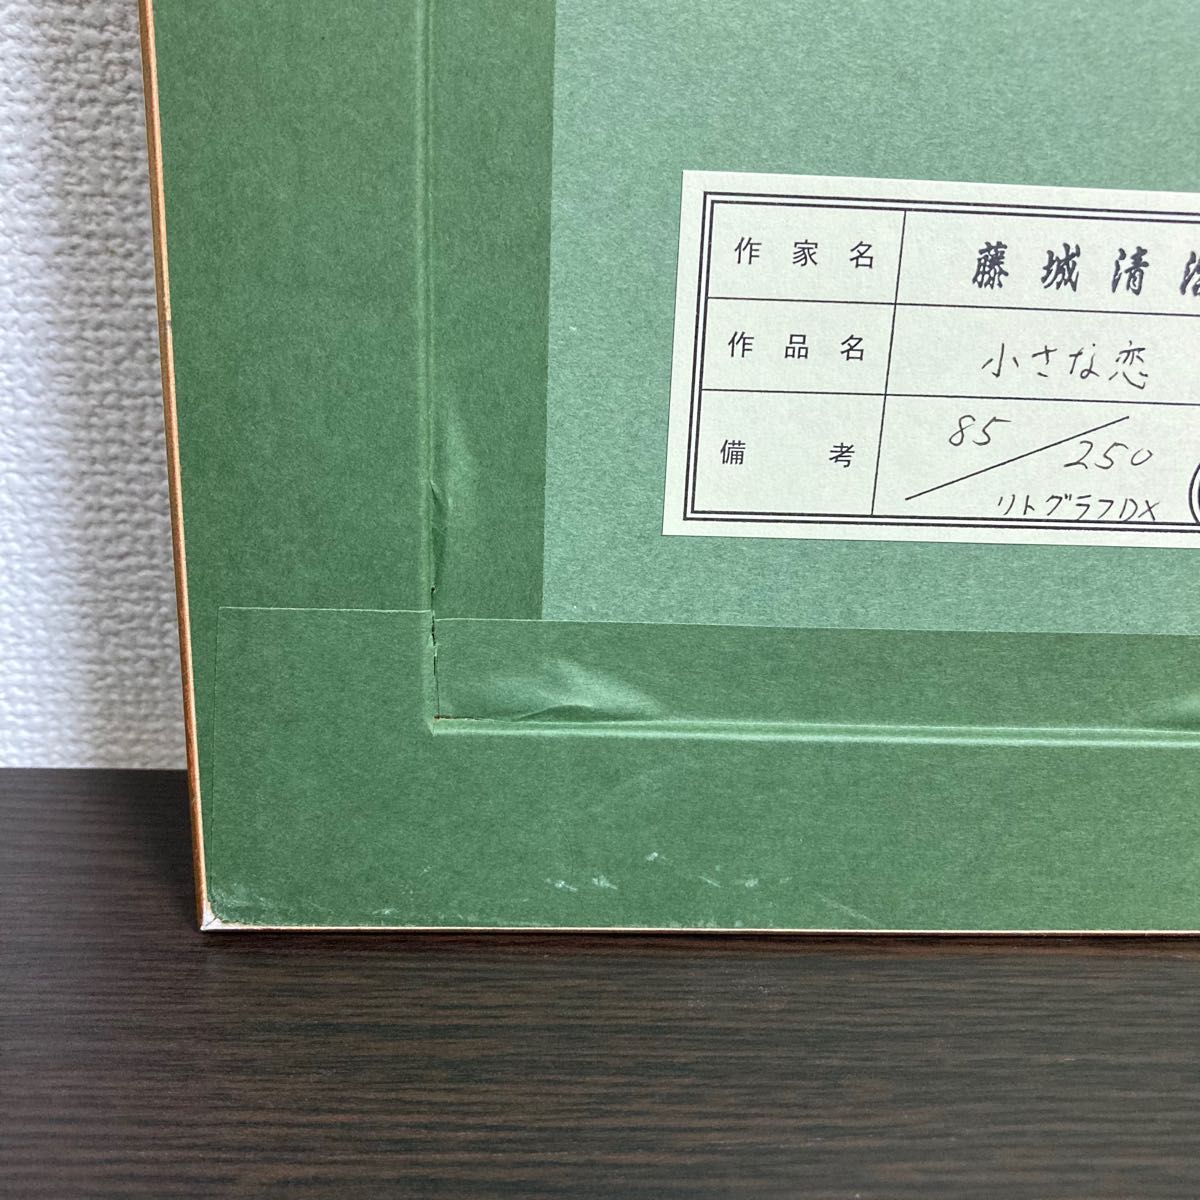 作家名 藤城清治
作品名 小さな恋
備考 85/250
リトグラフDX